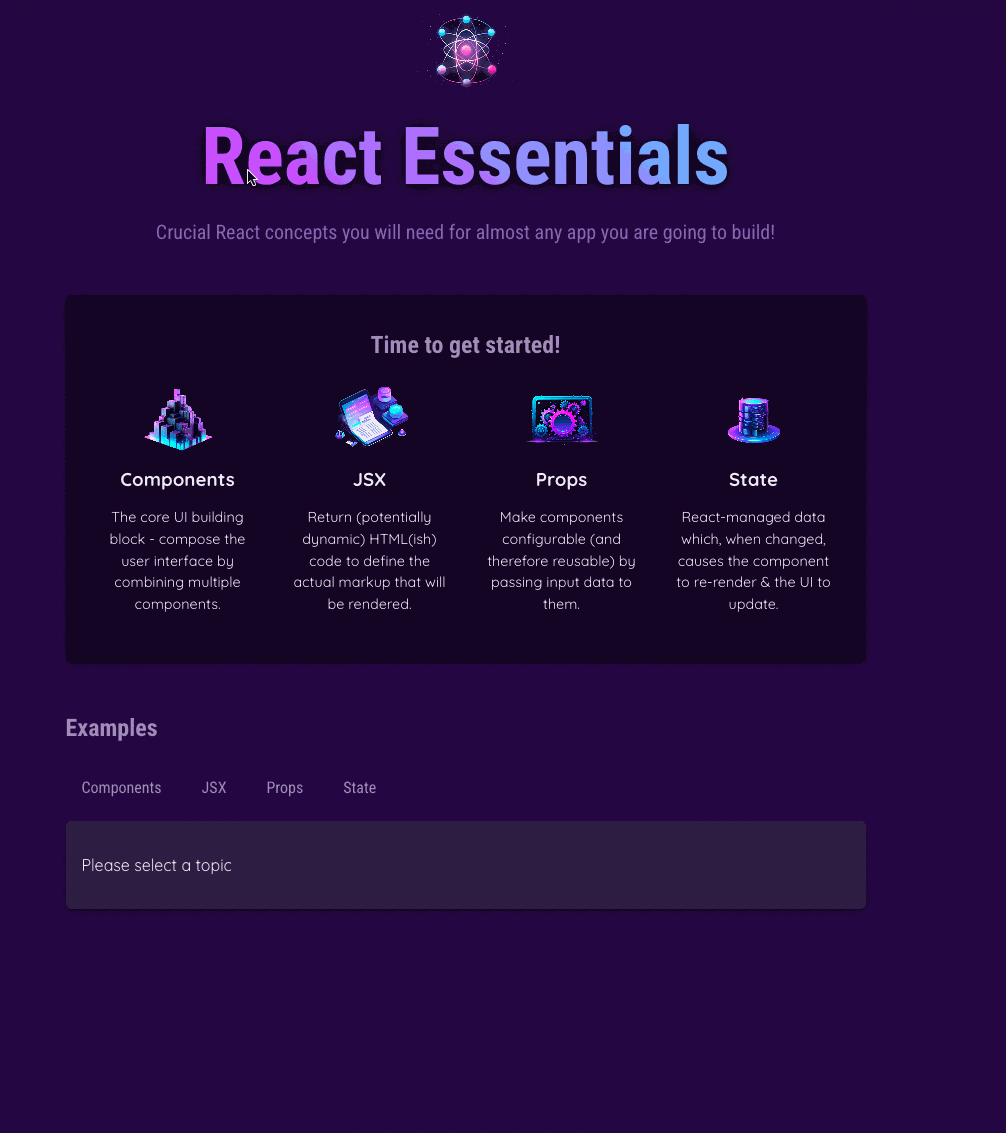 React Essentials
Crucial React concepts you will need for almost any app you are going to build!
Time to get started!
Components
The core UI building
block - compose the
user interface by
combining multiple
components.
JSX
Return (potentially
dynamic) HTML(ish)
code to define the
actual markup that will
be rendered.
Props
Make components
configurable (and
therefore reusable) by
passing input data to
them.
State
React-managed data
which, when changed,
causes the component
to re-render & the UI to
update.
Examples
Components JSX Props State
Please select a topic